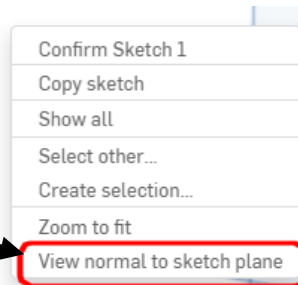 Confirm Sketch 1
Copy sketch
Show all
Select other...
Create selection...
Zoom to fit
View normal to sketch plane